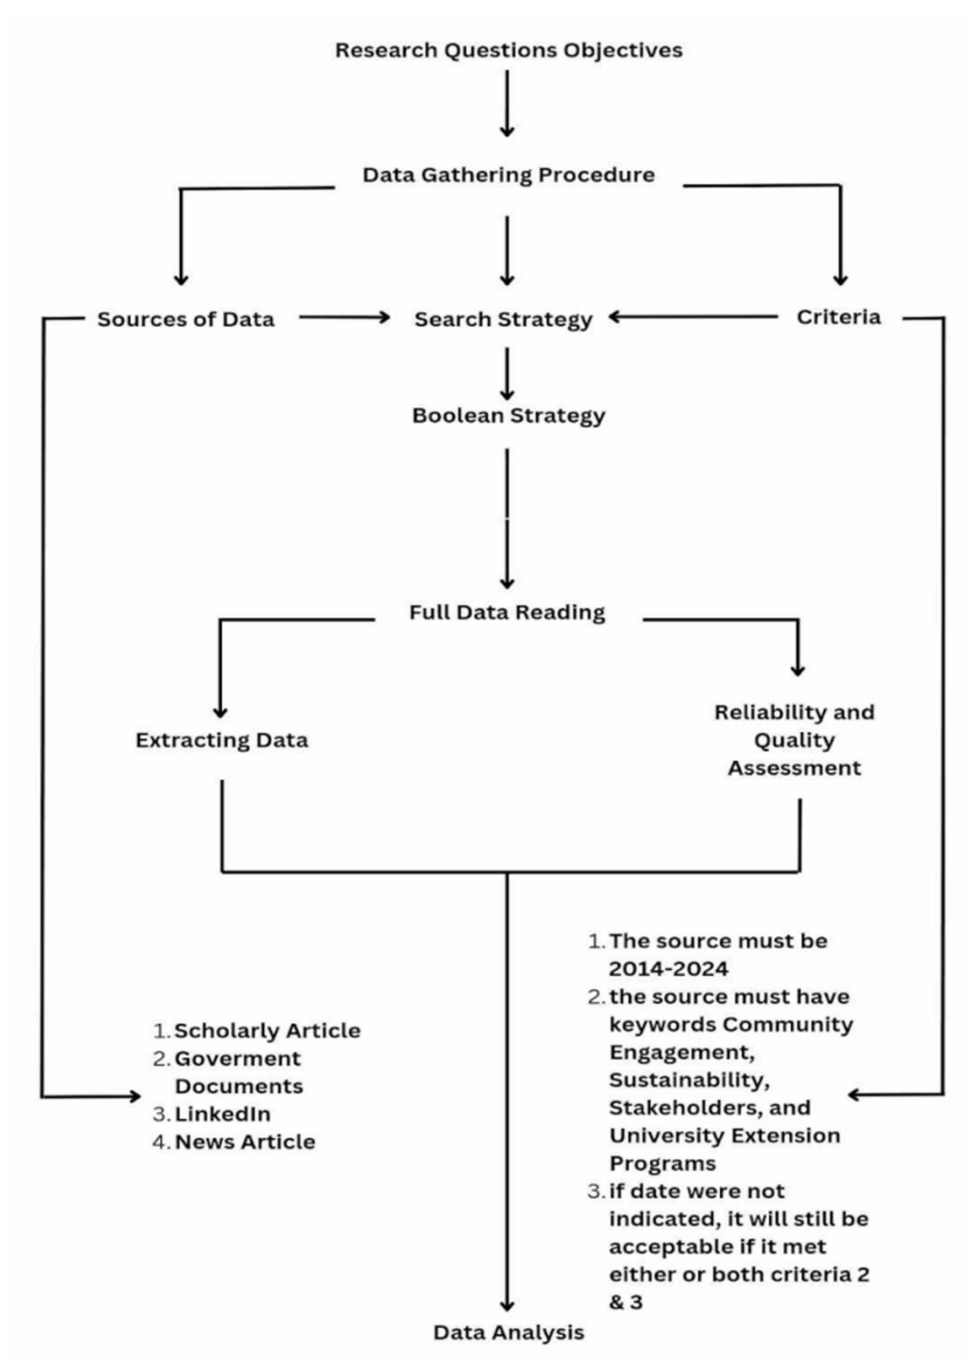 Research Questions Objectives
Data Gathering Procedure
Sources of Data
Search Strategy
Criteria
Boolean Strategy
Full Data Reading
Extracting Data
Reliability and
Quality
Assessment
1. Scholarly Article
2. Goverment
Documents
3. LinkedIn
4. News Article
1. The source must be
2014-2024
2. the source must have
keywords Community
Engagement,
Sustainability,
Stakeholders, and
University Extension
Programs
3. if date were not
indicated, it will still be
acceptable if it met
either or both criteria 2
& 3
Data Analysis